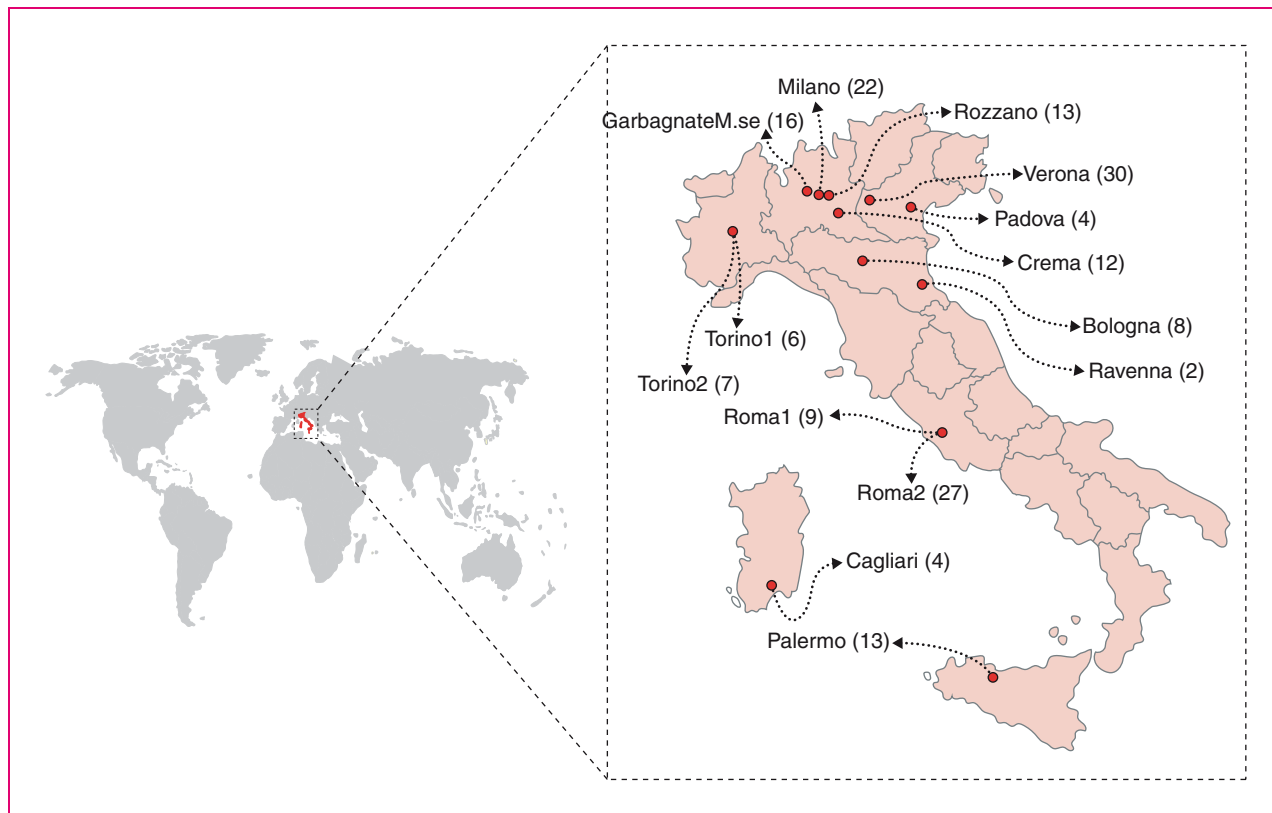 Milano (22)
GarbagnateM.se (16)
Rozzano (13)
Verona (30)
Padova (4)
Crema (12)
Bologna (8)
Torino1 (6)
Ravenna (2)
Torino2 (7)
Roma1 (9)
Roma2 (27)
Cagliari (4)
Palermo (13)